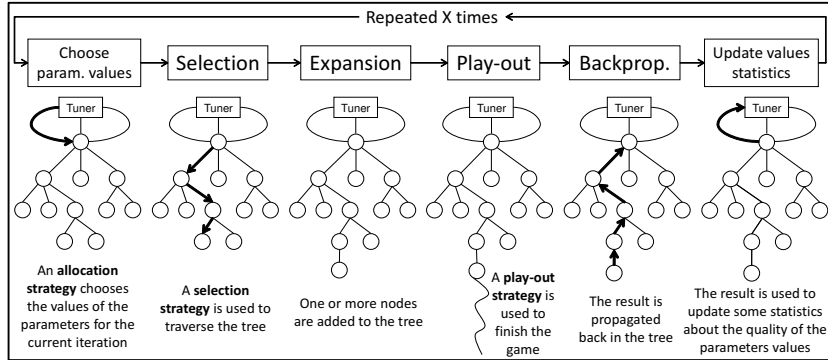 Repeated X times
Choose
param. values
Selection
Expansion
Play-out
Backprop.
Update values
statistics
Tuner
Tuner
Tuner
Tuner
Tuner
Tuner
An allocation
strategy chooses
the values of the
parameters for the
current iteration
A selection
strategy is used to
traverse the tree
One or more nodes
are added to the tree
A play-out
strategy is
used to
finish the
game
The result is
propagated
back in the tree
The result is used to
update some statistics
about the quality of the
parameters values